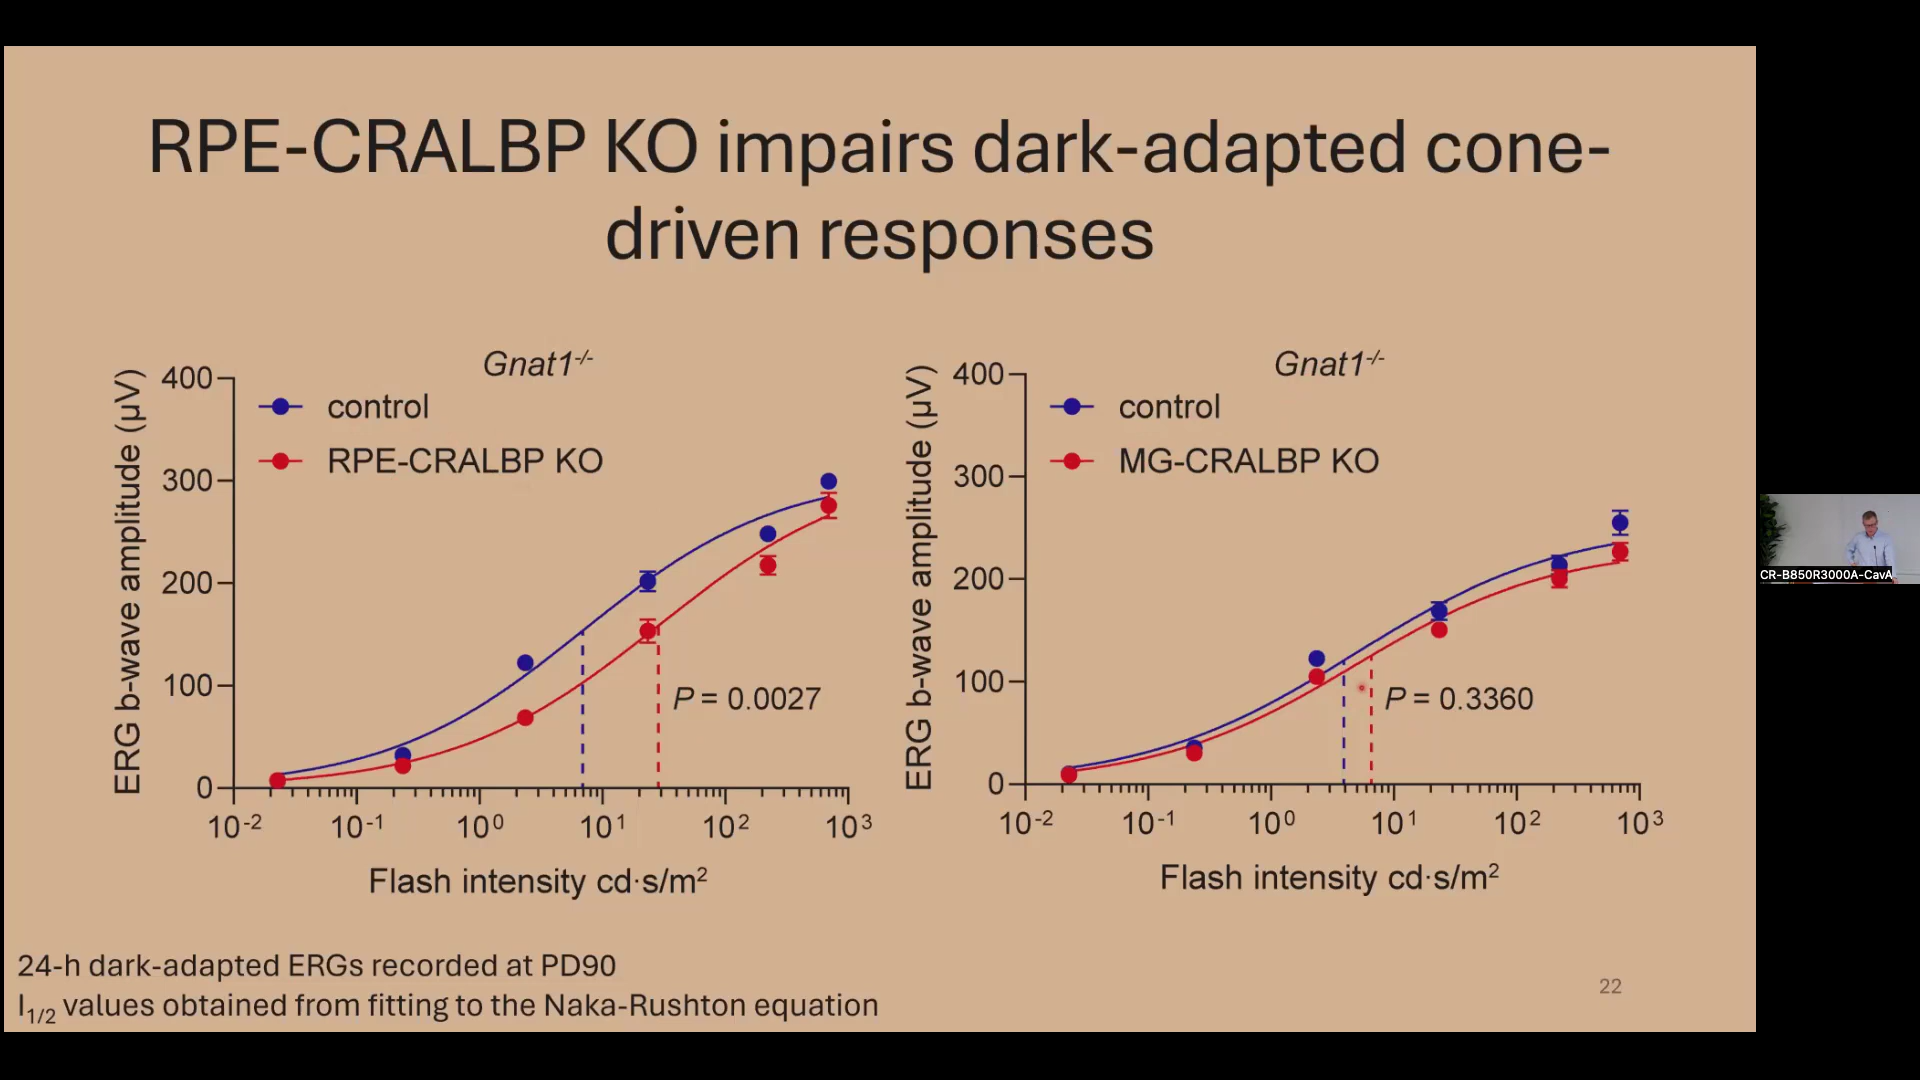 RPE-CRALBP KO impairs dark-adapted cone-
driven responses
Gnat1-/-
control
RPE-CRALBP KO
ERG b-wave amplitude (µV)
400
300
200
100
0
P = 0.0027
10-2
10-1
100
101
102
103
Flash intensity cd·s/m2
Gnat1-/-
control
MG-CRALBP KO
ERG b-wave amplitude (µV)
400
300
200
100
0
P = 0.3360
10-2
10-1
100
101
102
103
Flash intensity cd·s/m2
24-h dark-adapted ERGs recorded at PD90
I1/2 values obtained from fitting to the Naka-Rushton equation
22
CR-B850R3000A-CavA